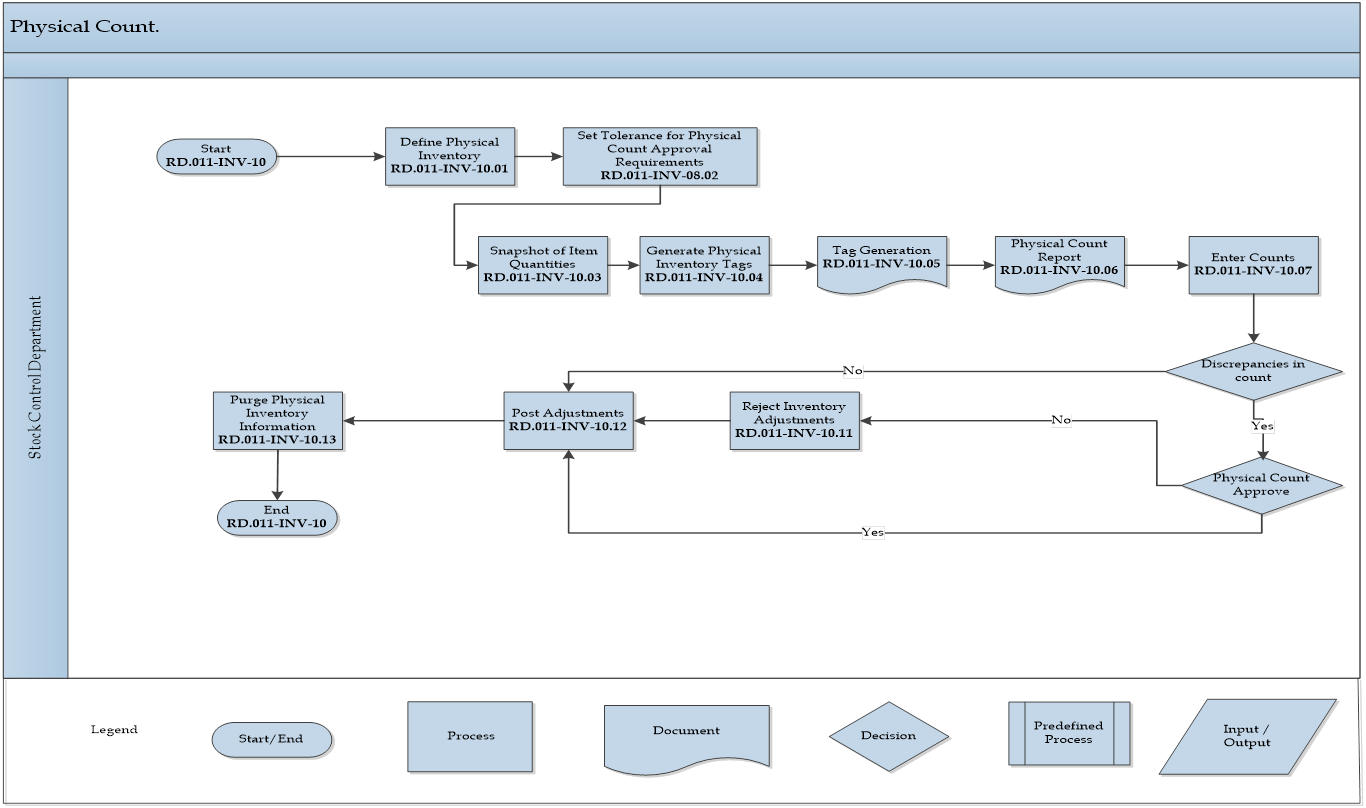 Physical Count.
Stock Control Department
Start
RD.011-INV-10
Define Physical
Inventory
RD.011-INV-10.01
Set Tolerance for Physical
Count Approval
Requirements
RD.011-INV-08.02
Snapshot of Item
Quantities
RD.011-INV-10.03
Generate Physical
Inventory Tags
RD.011-INV-10.04
Tag Generation
RD.011-INV-10.05
Physical Count
Report
RD.011-INV-10.06
Enter Counts
RD.011-INV-10.07
Discrepancies in
count
No
Yes
Physical Count
Approve
No
Yes
Reject Inventory
Adjustments
RD.011-INV-10.11
Post Adjustments
RD.011-INV-10.12
Purge Physical
Inventory
Information
RD.011-INV-10.13
End
RD.011-INV-10
Legend
Start/End
Process
Document
Decision
Predefined
Process
Input /
Output